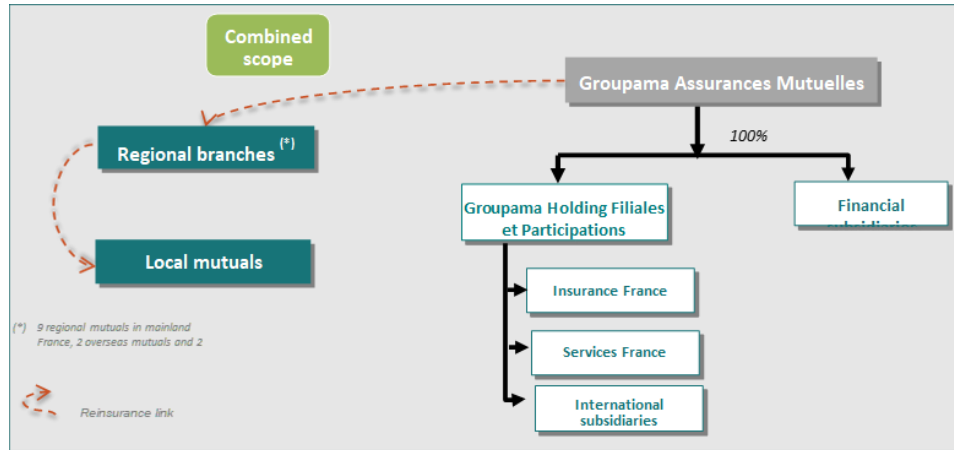 Combined
scope
Groupama Assurances Mutuelles
100%
Regional branches (*)
Groupama Holding Filiales
et Participations
Financial
subsidiaries
Local mutuals
Insurance France
Services France
International
subsidiaries
(*) 9 regional mutuals in mainland
France, 2 overseas mutuals and 2
Reinsurance link